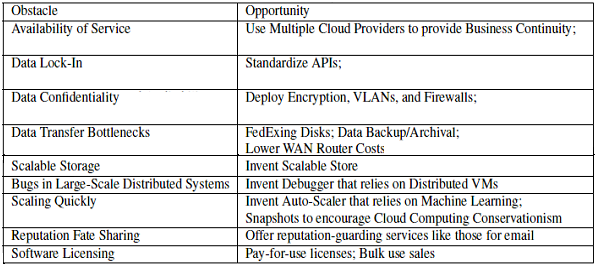 Obstacle Opportunity
Availability of Service Use Multiple Cloud Providers to provide Business Continuity;
Data Lock-In Standardize APIs;
Data Confidentiality Deploy Encryption, VLANs, and Firewalls;
Data Transfer Bottlenecks FedExing Disks; Data Backup/Archival;
Lower WAN Router Costs
Scalable Storage Invent Scalable Store
Bugs in Large-Scale Distributed Systems Invent Debugger that relies on Distributed VMs
Scaling Quickly Invent Auto-Scaler that relies on Machine Learning;
Snapshots to encourage Cloud Computing Conservationism
Reputation Fate Sharing Offer reputation-guarding services like those for email
Software Licensing Pay-for-use licenses; Bulk use sales